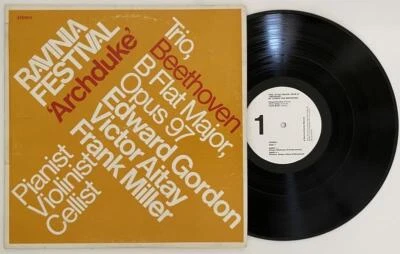 STEREO
RAVINIA
FESTIVAL
'Archduke'
Trio,
Beethoven
B Flat Major,
Opus 97
Edward Gordon
Victor Aitay
Frank Miller
Pianist
Violinist
Cellist
1